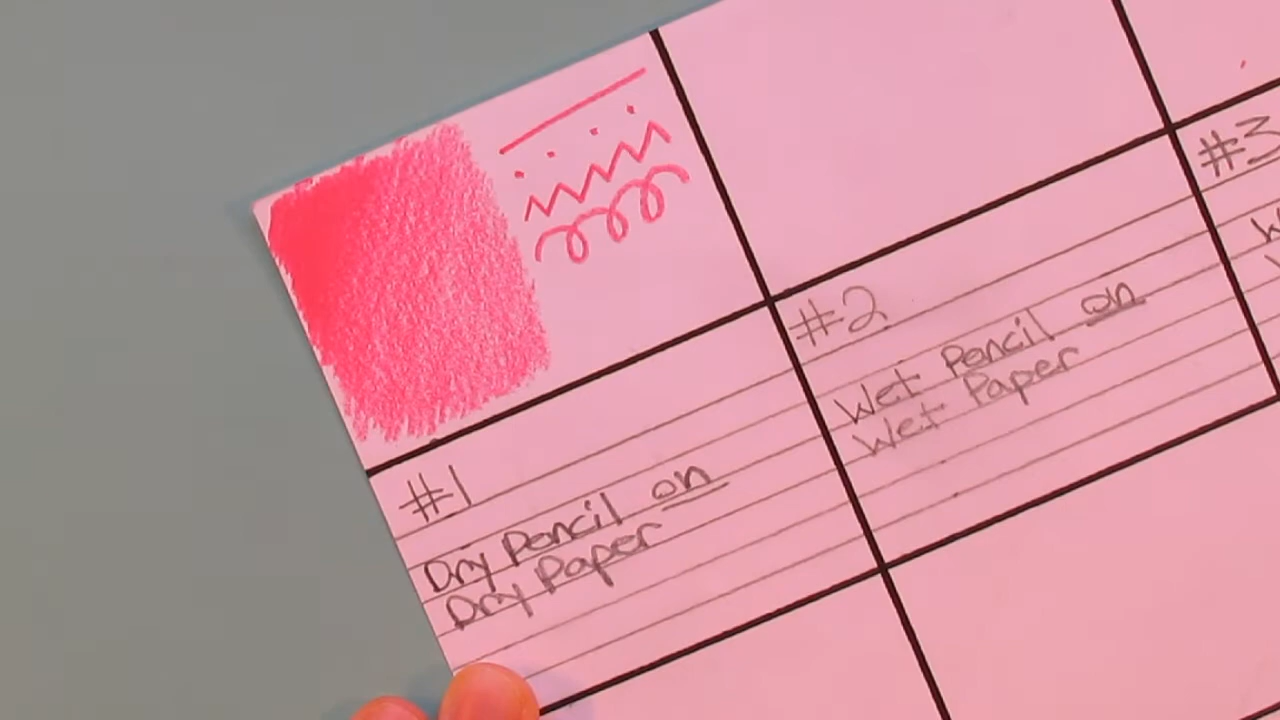 #1
Dry Pencil on
Dry Paper
#2
Wet Pencil on
Wet Paper
#3